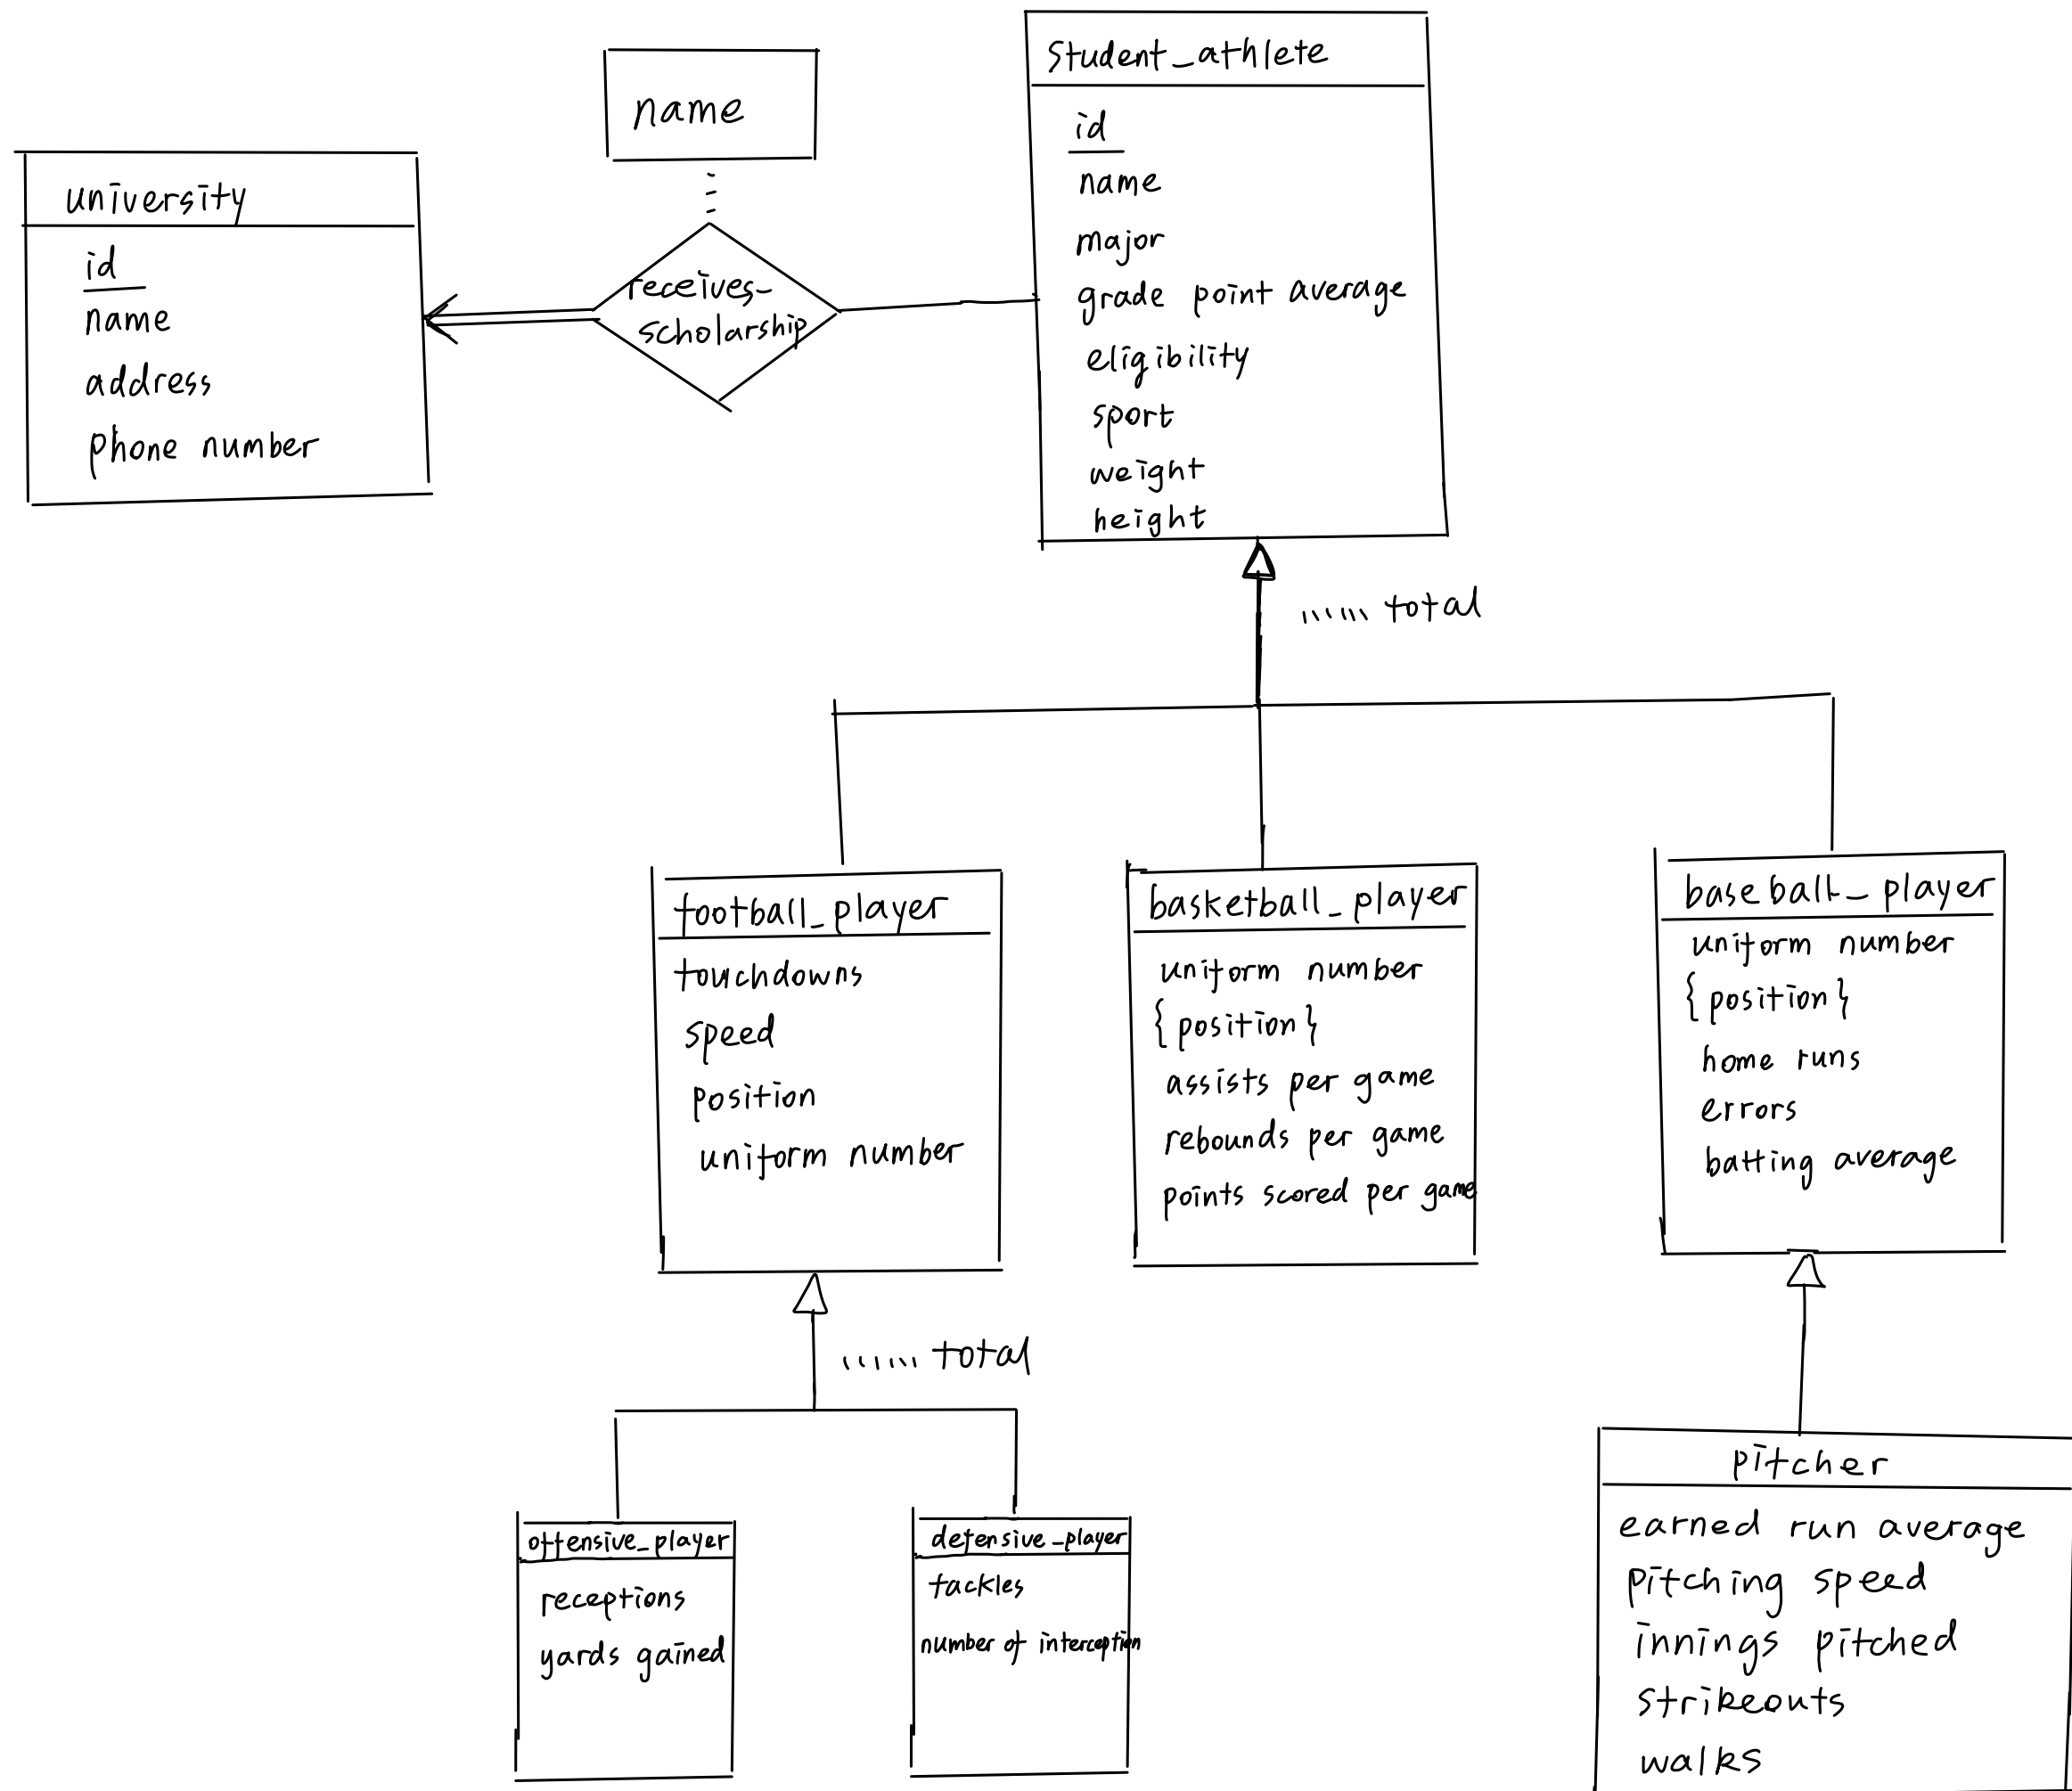 student_athlete
id
name
major
grade point average
eligibility
sport
weight
height
name
university
id
name
address
phone number
receives_
scholarship
...... total
football_player
touchdowns
speed
position
uniform number
basketball_player
uniform number
{position}
assists per game
rebounds per game
points scored per game
baseball_player
uniform number
{position}
home runs
errors
batting average
...... total
offensive_player
receptions
yards gained
defensive_player
tackles
number of interception
pitcher
earned run average
pitching speed
innings pitched
strikeouts
walks